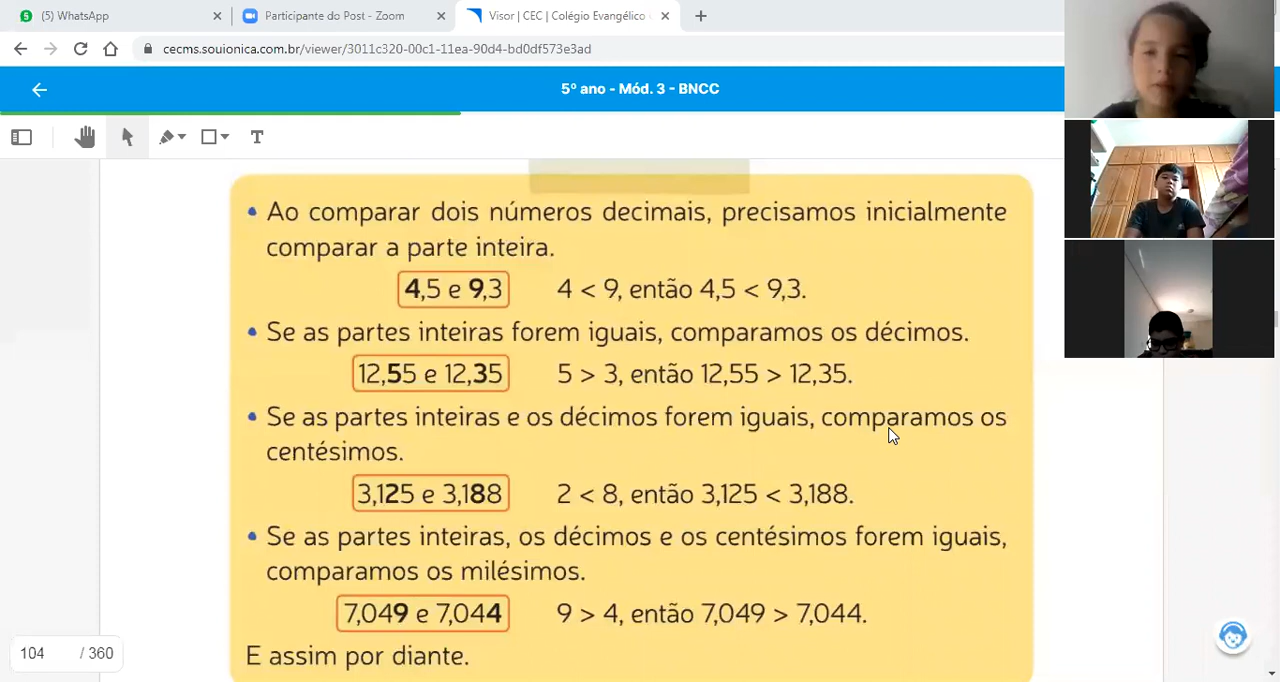 (5) WhatsApp
Participante do Post - Zoom
Visor | CEC | Colégio Evangélico
cecms.souionica.com.br/viewer/3011c320-00c1-11ea-90d4-bd0df573e3ad
5º ano - Mód. 3 - BNCC
T
• Ao comparar dois números decimais, precisamos inicialmente
comparar a parte inteira.
4,5 e 9,3 4 < 9, então 4,5 < 9,3.
• Se as partes inteiras forem iguais, comparamos os décimos.
12,55 e 12,35 5 > 3, então 12,55 > 12,35.
• Se as partes inteiras e os décimos forem iguais, comparamos os
centésimos.
3,125 e 3,188 2 < 8, então 3,125 < 3,188.
• Se as partes inteiras, os décimos e os centésimos forem iguais,
comparamos os milésimos.
7,049 e 7,044 9 > 4, então 7,049 > 7,044.
E assim por diante.
104 / 360